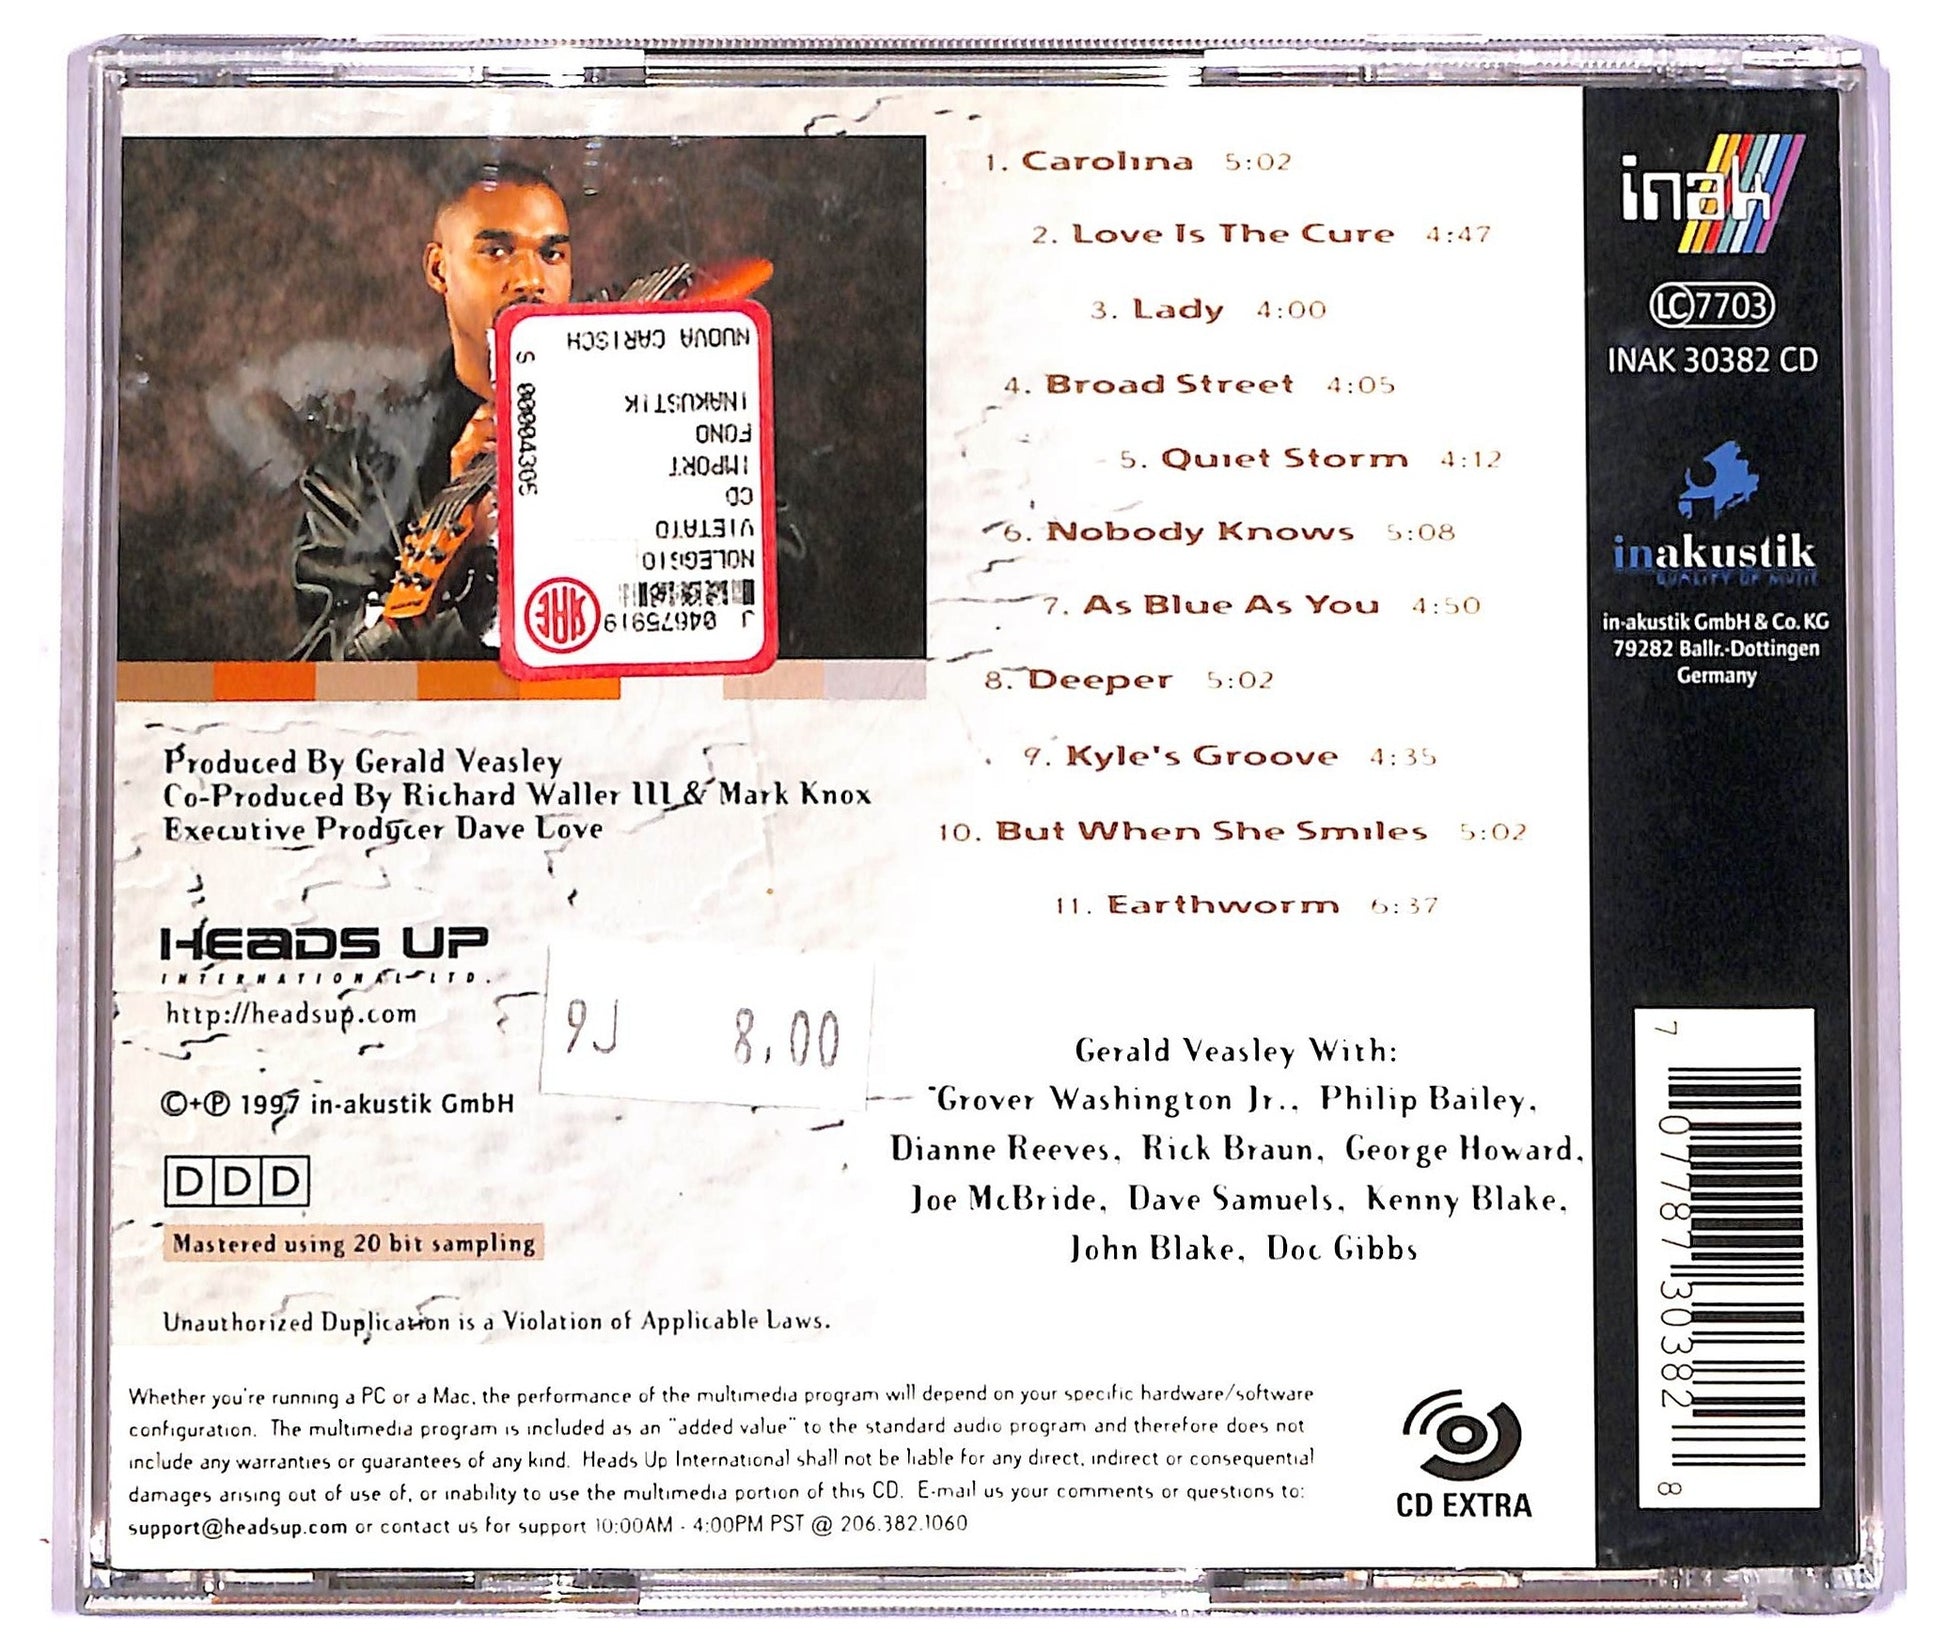 1. Carolina 5:02
2. Love Is The Cure 4:47
3. Lady 4:00
4. Broad Street 4:05
5. Quiet Storm 4:12
6. Nobody Knows 5:08
7. As Blue As You 4:50
8. Deeper 5:02
9. Kyle's Groove 4:35
10. But When She Smiles 5:02
11. Earthworm 6:37
NUOVA CARISCH
S 00004306
INAKUSTIK
FONO
IMPORT
CD
VIETATO
NOLEGGIO
J 04675919
Produced By Gerald Veasley
Co-Produced By Richard Waller III & Mark Knox
Executive Producer Dave Love
HEADS UP
INTERNATIONAL LTD.
http://headsup.com
9J 8,00
©+℗ 1997 in-akustik GmbH
DDD
Mastered using 20 bit sampling
Unauthorized Duplication is a Violation of Applicable Laws.
Gerald Veasley With:
Grover Washington Jr., Philip Bailey,
Dianne Reeves, Rick Braun, George Howard,
Joe McBride, Dave Samuels, Kenny Blake,
John Blake, Doc Gibbs
Whether you're running a PC or a Mac, the performance of the multimedia program will depend on your specific hardware/software
configuration. The multimedia program is included as an "added value" to the standard audio program and therefore does not
include any warranties or guarantees of any kind. Heads Up International shall not be liable for any direct, indirect or consequential
damages arising out of use of, or inability to use the multimedia portion of this CD. E-mail us your comments or questions to:
support@headsup.com or contact us for support 10:00AM - 4:00PM PST @ 206.382.1060
CD EXTRA
inak
LC 7703
INAK 30382 CD
inakustik
QUALITY OF MUSIC
in-akustik GmbH & Co. KG
79282 Ballr.-Dottingen
Germany
7 07787 30382 8